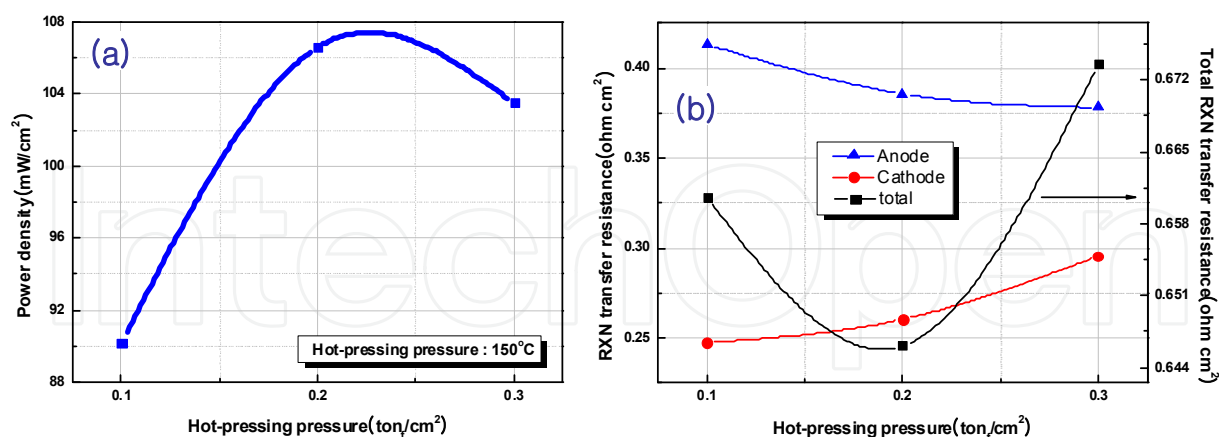 (a)
108
104
100
96
92
88
Power density(mW/cm²)
0.1
0.2
0.3
Hot-pressing pressure(ton_f/cm²)
Hot-pressing pressure : 150°C
(b)
0.40
0.35
0.30
0.25
RXN transfer resistance(ohm cm²)
Anode
Cathode
total
0.1
0.2
0.3
Hot-pressing pressure(ton_f/cm²)
0.672
0.665
0.658
0.651
0.644
Total RXN transfer
resistance(ohm cm²)
IntechOpen